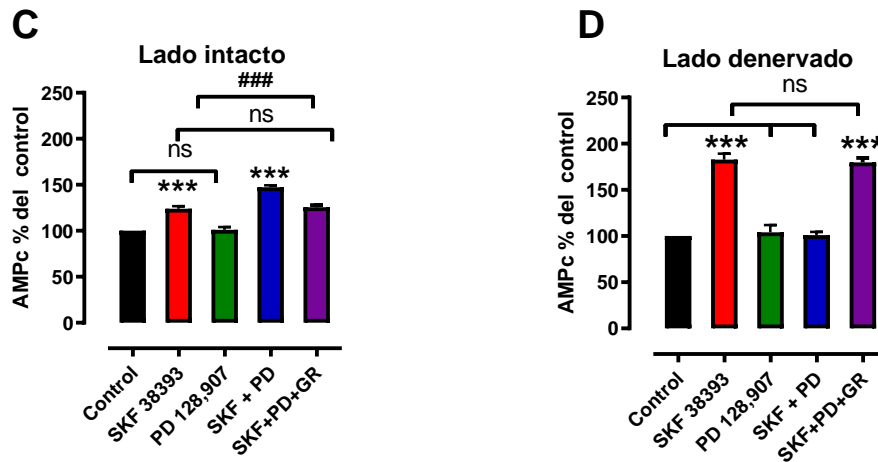 C
Lado intacto
AMPc % del control
250
200
150
100
50
0
###
ns
ns
***
***
Control
SKF 38393
PD 128,907
SKF + PD
SKF+PD+GR
D
Lado denervado
AMPc % del control
250
200
150
100
50
0
ns
***
***
Control
SKF 38393
PD 128,907
SKF + PD
SKF+PD+GR